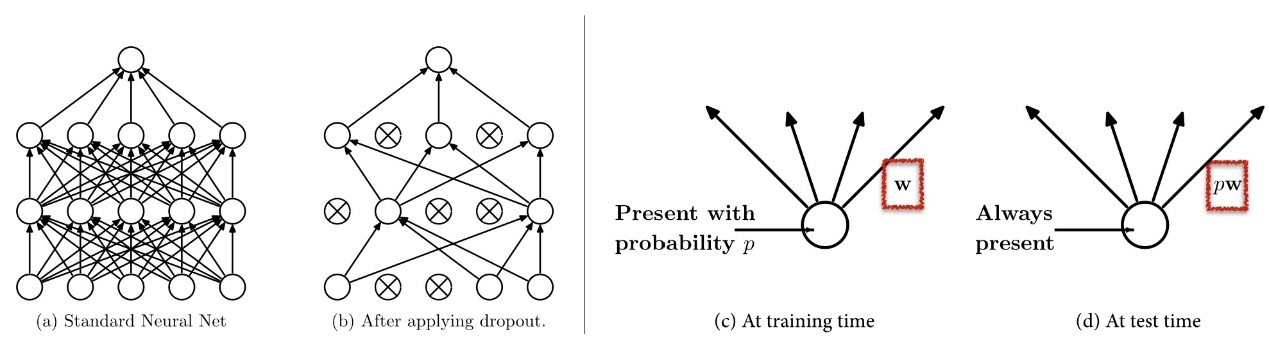 (a) Standard Neural Net
(b) After applying dropout.
Present with
probability p
w
(c) At training time
Always
present
pw
(d) At test time